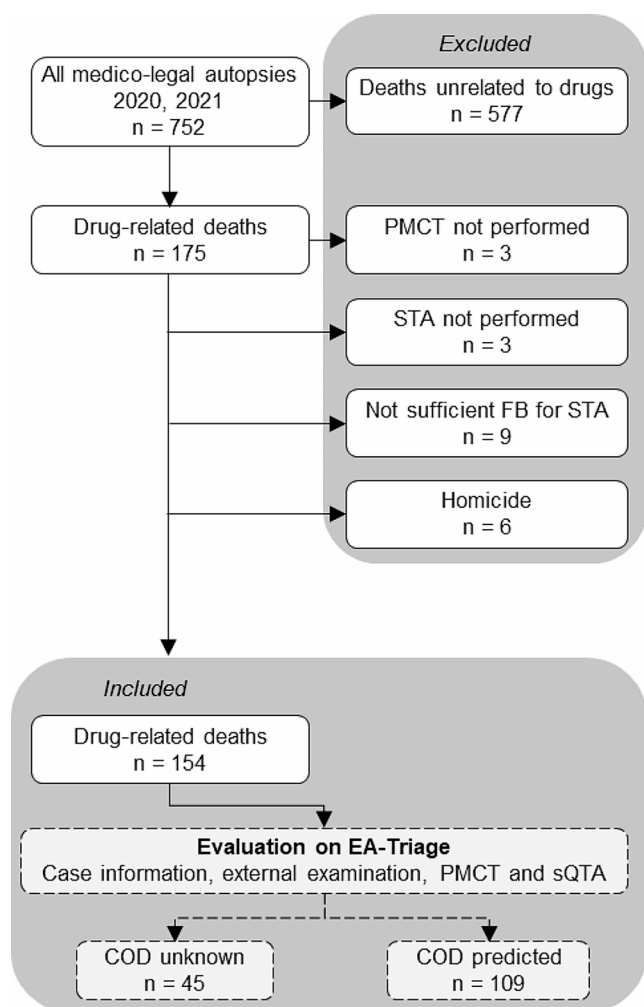 Excluded
All medico-legal autopsies
2020, 2021
n = 752
Deaths unrelated to drugs
n = 577
Drug-related deaths
n = 175
PMCT not performed
n = 3
STA not performed
n = 3
Not sufficient FB for STA
n = 9
Homicide
n = 6
Included
Drug-related deaths
n = 154
Evaluation on EA-Triage
Case information, external examination, PMCT and sQTA
COD unknown
n = 45
COD predicted
n = 109